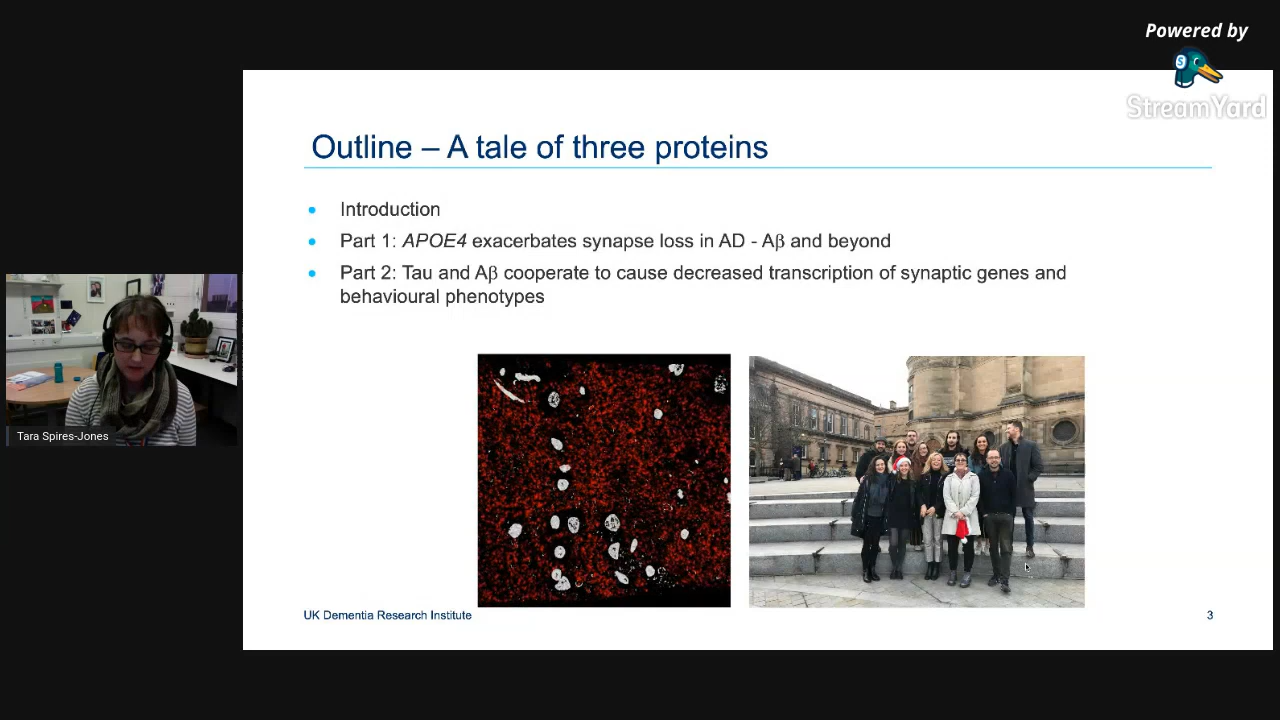 Powered by
StreamYard
Outline – A tale of three proteins
Introduction
Part 1: APOE4 exacerbates synapse loss in AD - Aβ and beyond
Part 2: Tau and Aβ cooperate to cause decreased transcription of synaptic genes and
behavioural phenotypes
Tara Spires-Jones
UK Dementia Research Institute
3